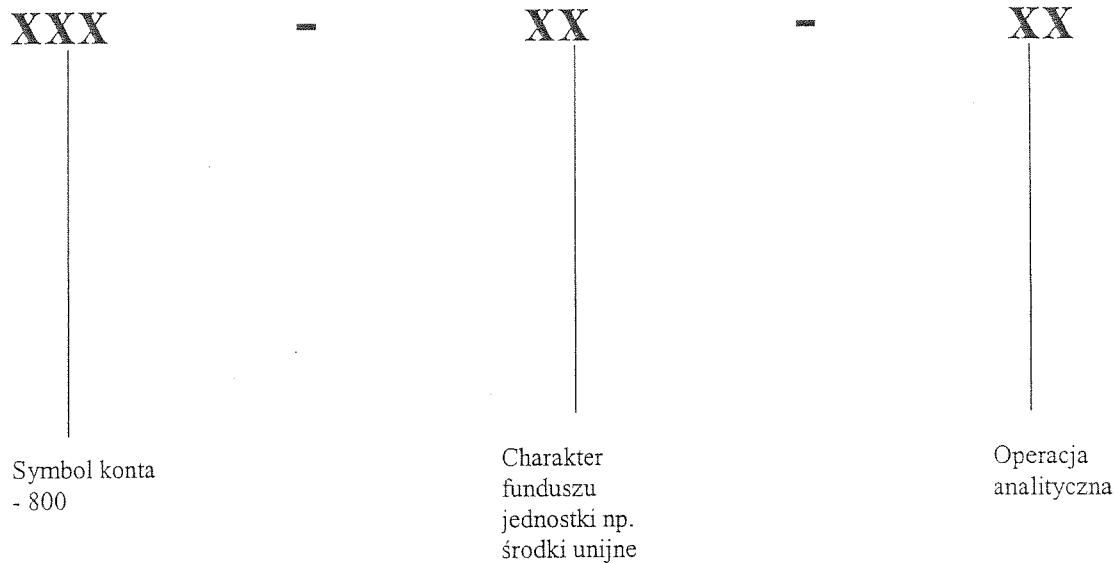 XXX - XX - XX
Symbol konta
- 800
Charakter
funduszu
jednostki np.
środki unijne
Operacja
analityczna